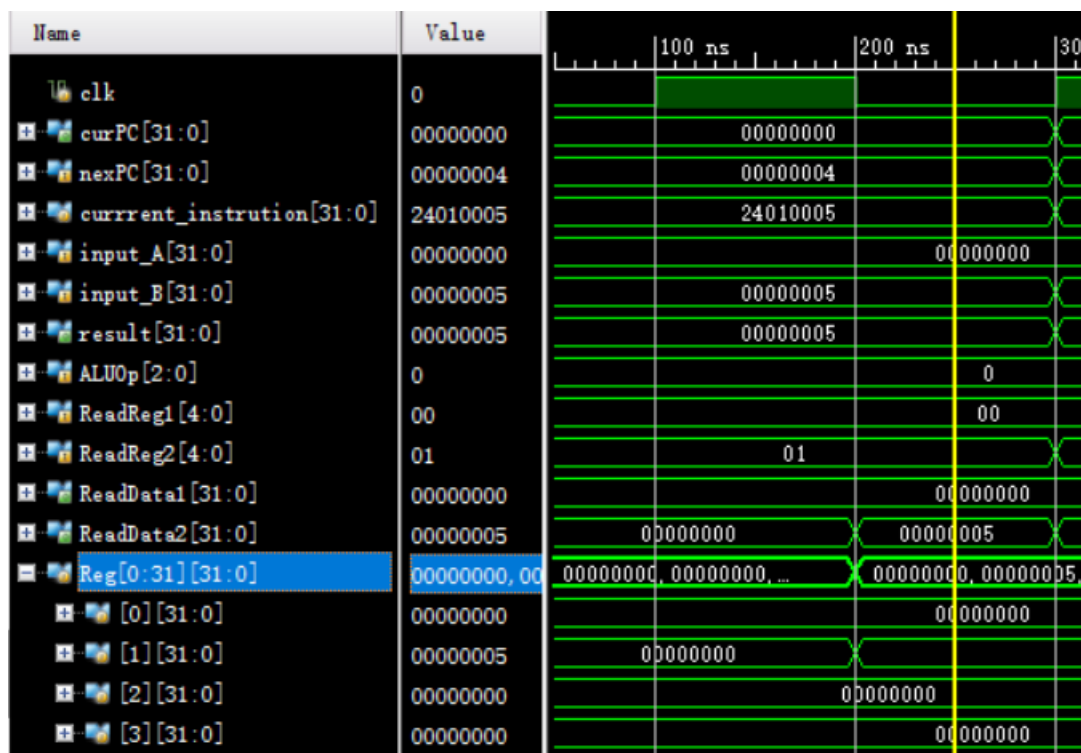 Name Value
100 ns 200 ns 30
clk 0
curPC[31:0] 00000000 00000000
nexPC[31:0] 00000004 00000004
currrent_instrution[31:0] 24010005 24010005
input_A[31:0] 00000000 00000000
input_B[31:0] 00000005 00000005
result[31:0] 00000005 00000005
ALUOp[2:0] 0 0
ReadReg1[4:0] 00 00
ReadReg2[4:0] 01 01
ReadData1[31:0] 00000000 00000000
ReadData2[31:0] 00000005 00000000 00000005
Reg[0:31][31:0] 00000000,00 00000000,00000000,… 00000000,00000005,
[0][31:0] 00000000 00000000
[1][31:0] 00000005 00000000
[2][31:0] 00000000 00000000
[3][31:0] 00000000 00000000